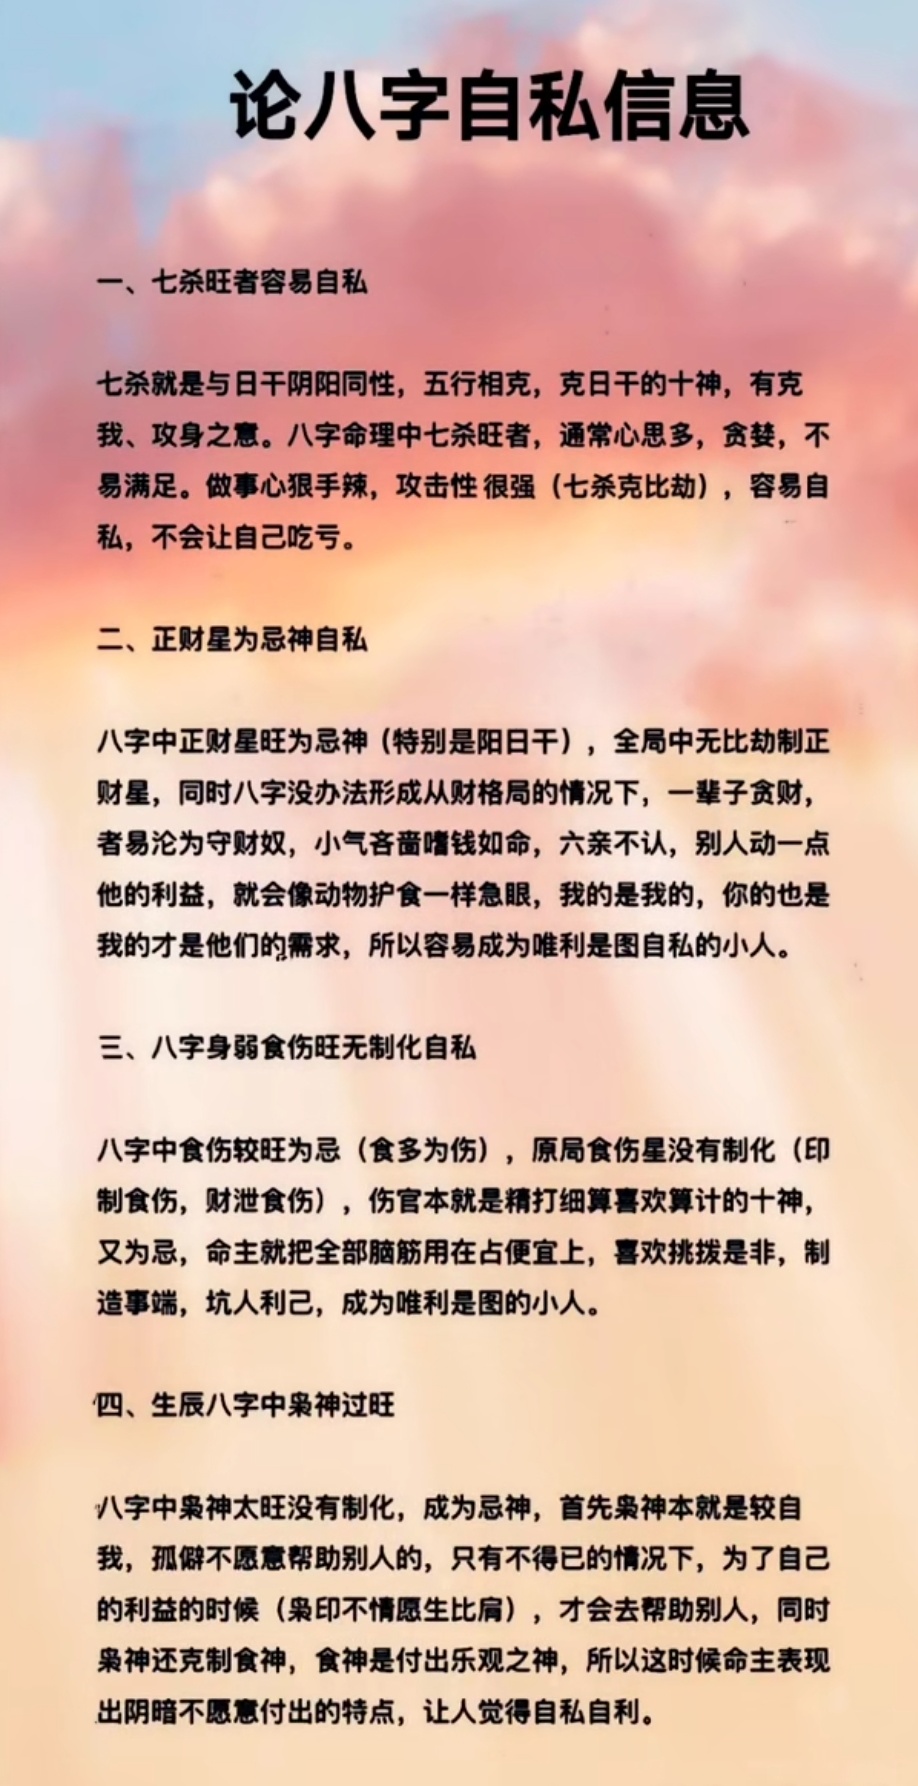 论八字自私信息
一、七杀旺者容易自私
七杀就是与日干阴阳同性，五行相克，克日干的十神，有克
我、攻身之意。八字命理中七杀旺者，通常心思多，贪婪，不
易满足。做事心狠手辣，攻击性很强（七杀克比劫），容易自
私，不会让自己吃亏。
二、正财星为忌神自私
八字中正财星旺为忌神（特别是阳日干），全局中无比劫制正
财星，同时八字没办法形成从财格局的情况下，一辈子贪财，
者易沦为守财奴，小气吝啬嗜钱如命，六亲不认，别人动一点
他的利益，就会像动物护食一样急眼，我的是我的，你的也是
我的才是他们的需求，所以容易成为唯利是图自私的小人。
三、八字身弱食伤旺无制化自私
八字中食伤较旺为忌（食多为伤），原局食伤星没有制化（印
制食伤，财泄食伤），伤官本就是精打细算喜欢算计的十神，
又为忌，命主就把全部脑筋用在占便宜上，喜欢挑拨是非，制
造事端，坑人利己，成为唯利是图的小人。
四、生辰八字中枭神过旺
八字中枭神太旺没有制化，成为忌神，首先枭神本就是较自
我，孤僻不愿意帮助别人的，只有不得已的情况下，为了自己
的利益的时候（枭印不情愿生比肩），才会去帮助别人，同时
枭神还克制食神，食神是付出乐观之神，所以这时候命主表现
出阴暗不愿意付出的特点，让人觉得自私自利。